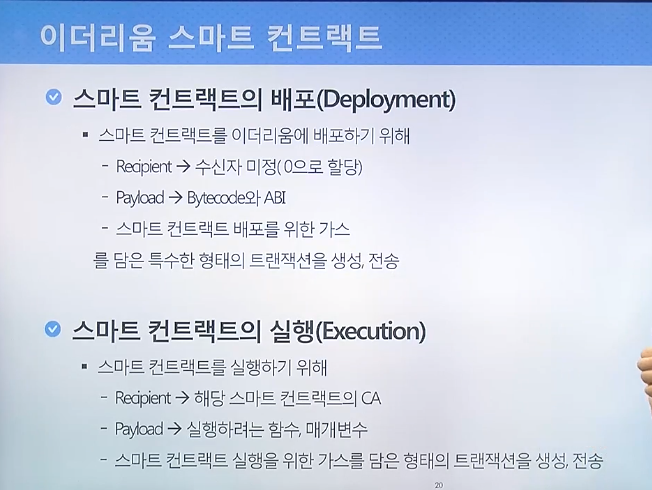 이더리움 스마트 컨트랙트
스마트 컨트랙트의 배포(Deployment)
▪ 스마트 컨트랙트를 이더리움에 배포하기 위해
- Recipient → 수신자 미정( 0으로 할당)
- Payload → Bytecode와 ABI
- 스마트 컨트랙트 배포를 위한 가스
를 담은 특수한 형태의 트랜잭션을 생성, 전송
스마트 컨트랙트의 실행(Execution)
▪ 스마트 컨트랙트를 실행하기 위해
- Recipient → 해당 스마트 컨트랙트의 CA
- Payload → 실행하려는 함수, 매개변수
- 스마트 컨트랙트 실행을 위한 가스를 담은 형태의 트랜잭션을 생성, 전송
20